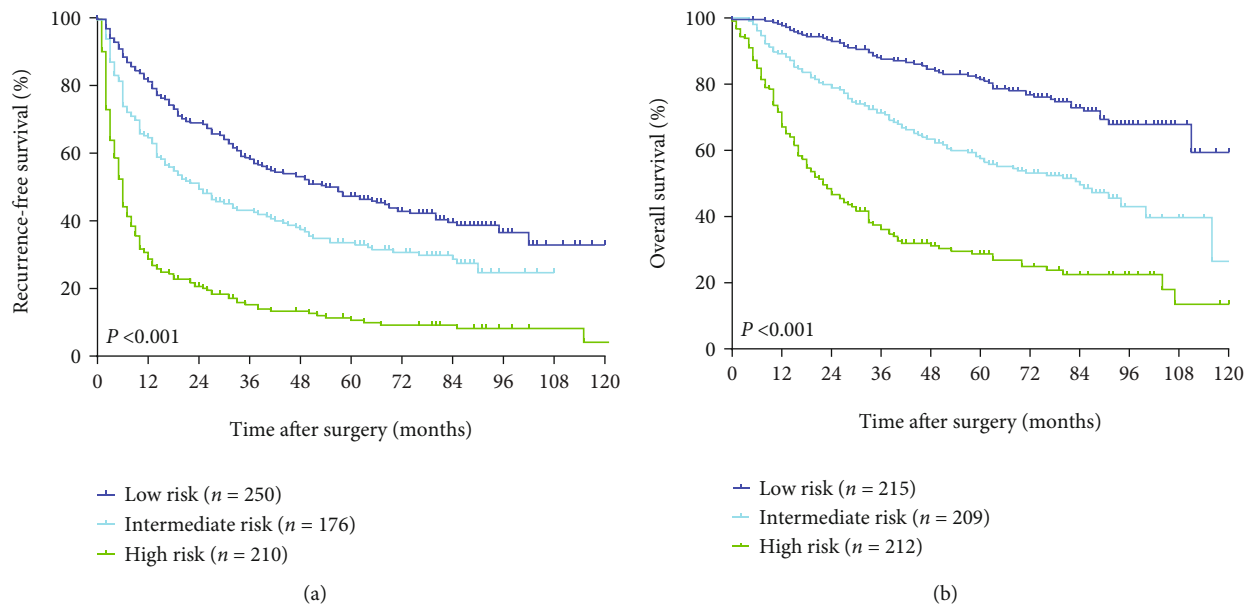 100
80
60
40
20
0
Recurrence-free survival (%)
P <0.001
0 12 24 36 48 60 72 84 96 108 120
Time after surgery (months)
Low risk (n = 250)
Intermediate risk (n = 176)
High risk (n = 210)
(a)
100
80
60
40
20
0
Overall survival (%)
P <0.001
0 12 24 36 48 60 72 84 96 108 120
Time after surgery (months)
Low risk (n = 215)
Intermediate risk (n = 209)
High risk (n = 212)
(b)